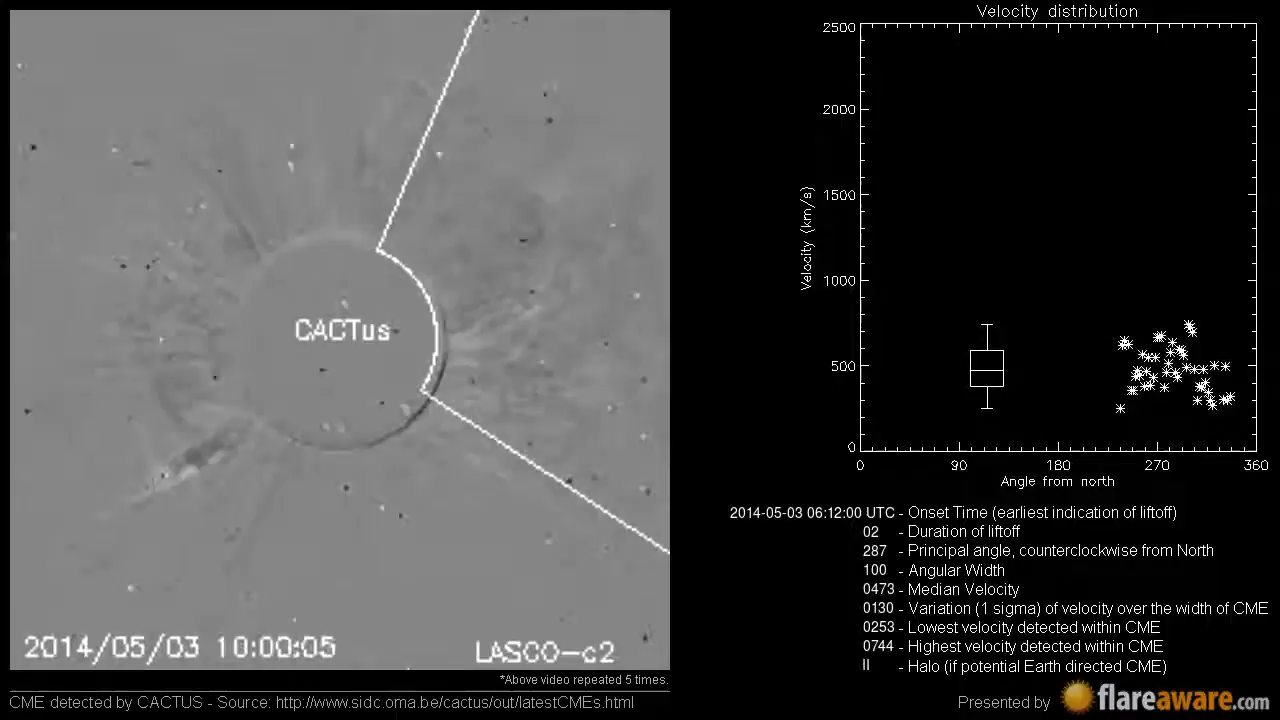 CACTus
2014/05/03 10:00:05
LASCO-c2
*Above video repeated 5 times.
CME detected by CACTUS - Source: http://www.sidc.oma.be/cactus/out/latestCMEs.html
Velocity distribution
Velocity (km/s)
2500
2000
1500
1000
500
0
0 90 180 270 360
Angle from north
2014-05-03 06:12:00 UTC - Onset Time (earliest indication of liftoff)
02 - Duration of liftoff
287 - Principal angle, counterclockwise from North
100 - Angular Width
0473 - Median Velocity
0130 - Variation (1 sigma) of velocity over the width of CME
0253 - Lowest velocity detected within CME
0744 - Highest velocity detected within CME
II - Halo (if potential Earth directed CME)
Presented by flareaware.com